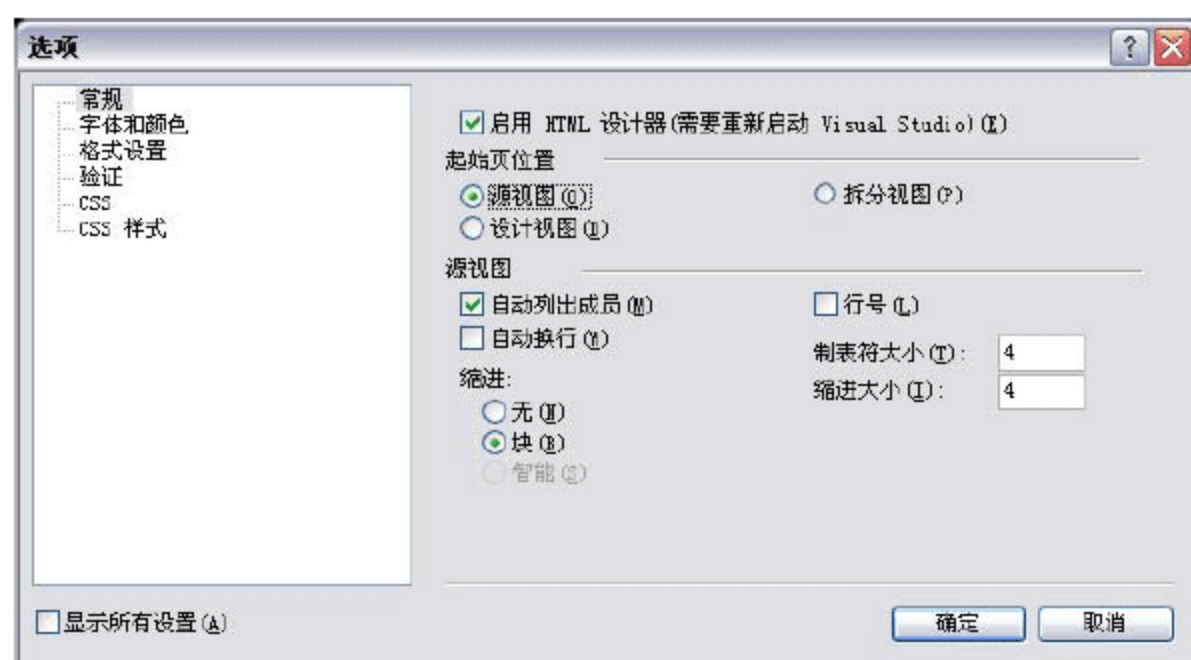 选项
常规
字体和颜色
格式设置
验证
CSS
CSS 样式
启用 HTML 设计器(需要重新启动 Visual Studio)(E)
起始页位置
源视图(O) 拆分视图(P)
设计视图(D)
源视图
自动列出成员(M) 行号(L)
自动换行(W)
制表符大小(T): 4
缩进:
缩进大小(I): 4
无(N)
块(B)
智能(S)
显示所有设置(A) 确定 取消